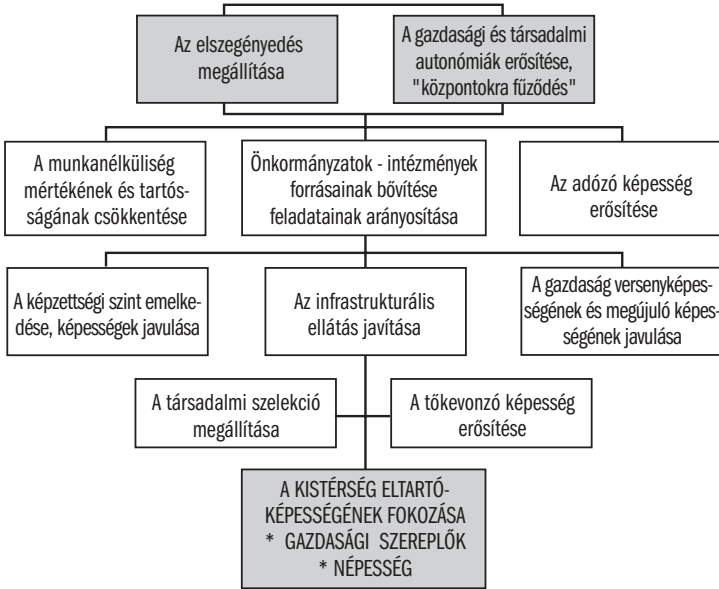 Az elszegényedés
megállítása
A gazdasági és társadalmi
autonómiák erősítése,
"központokra fűződés"
A munkanélküliség
mértékének és tartós-
ságának csökkentése
Önkormányzatok - intézmények
forrásainak bővítése
feladatainak arányosítása
Az adózó képesség
erősítése
A képzettségi szint emelke-
dése, képességek javulása
Az infrastrukturális
ellátás javítása
A gazdaság versenyképes-
ségének és megújuló képes-
ségének javulása
A társadalmi szelekció
megállítása
A tőkevonzó képesség
erősítése
A KISTÉRSÉG ELTARTÓ-
KÉPESSÉGÉNEK FOKOZÁSA
* GAZDASÁGI SZEREPLŐK
* NÉPESSÉG